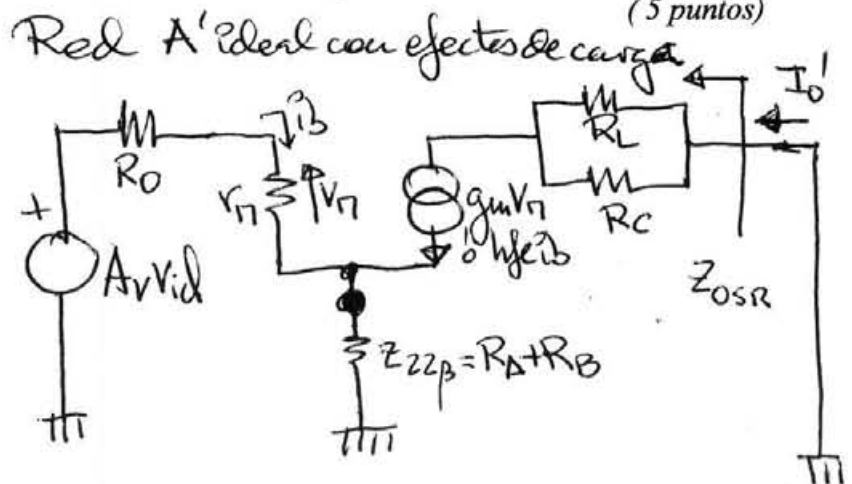 (5 puntos)
Red A' ideal con efectos de carga
Io'
ib
RL
RO
rπ
Vπ
gmVπ
RC
ó hfeib
+
AvVid
ZOSR
Z22β=RA+RB